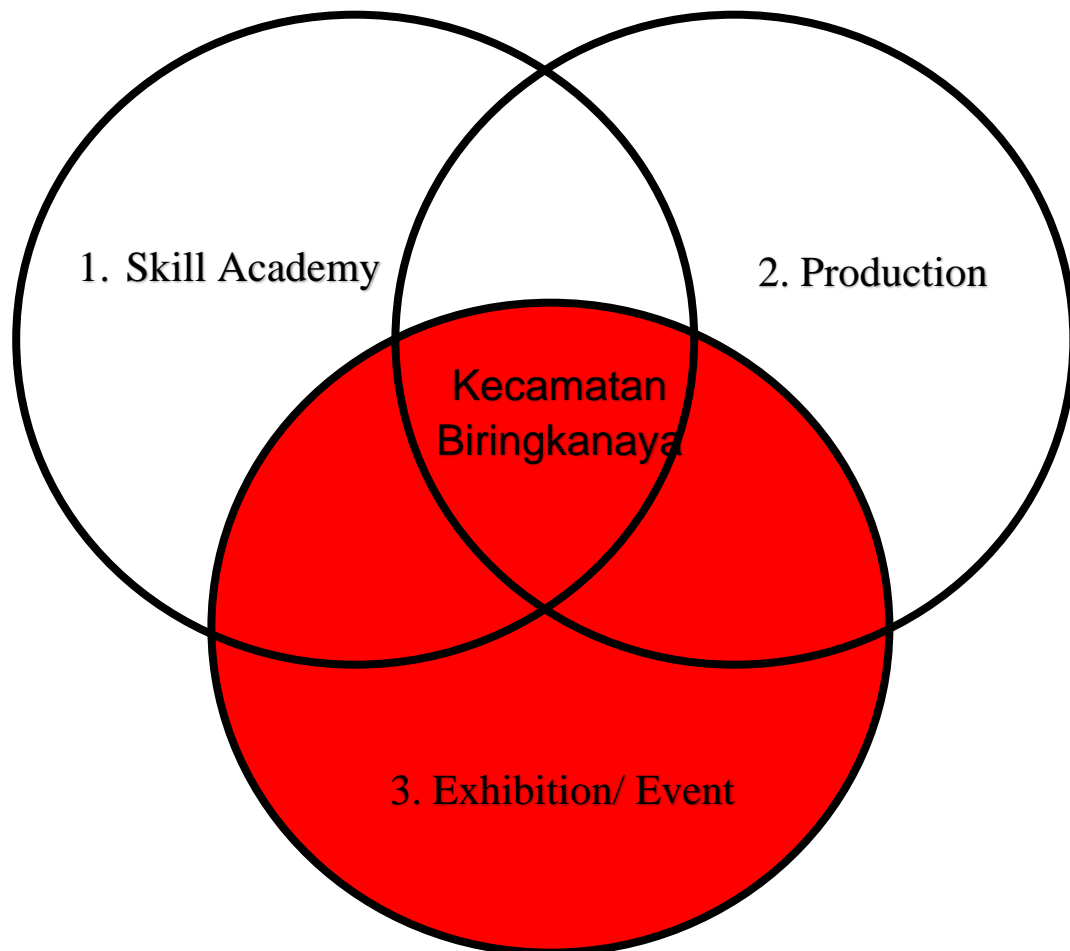 1. Skill Academy
2. Production
Kecamatan
Biringkanaya
3. Exhibition/ Event